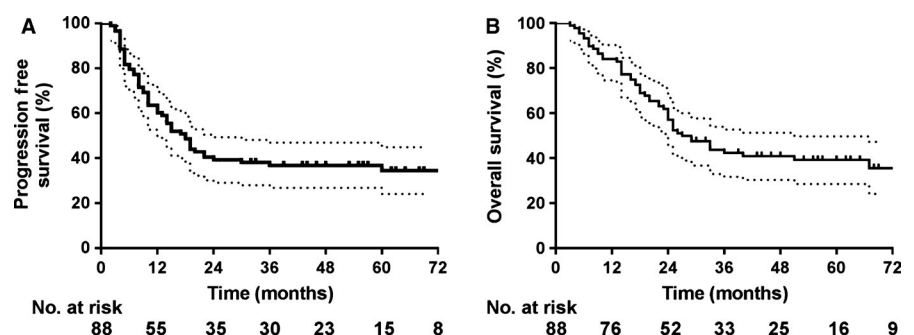 A
Progression free
survival (%)
100
80
60
40
20
0
0 12 24 36 48 60 72
Time (months)
No. at risk
88 55 35 30 23 15 8
B
Overall survival (%)
100
80
60
40
20
0
0 12 24 36 48 60 72
Time (months)
No. at risk
88 76 52 33 25 16 9